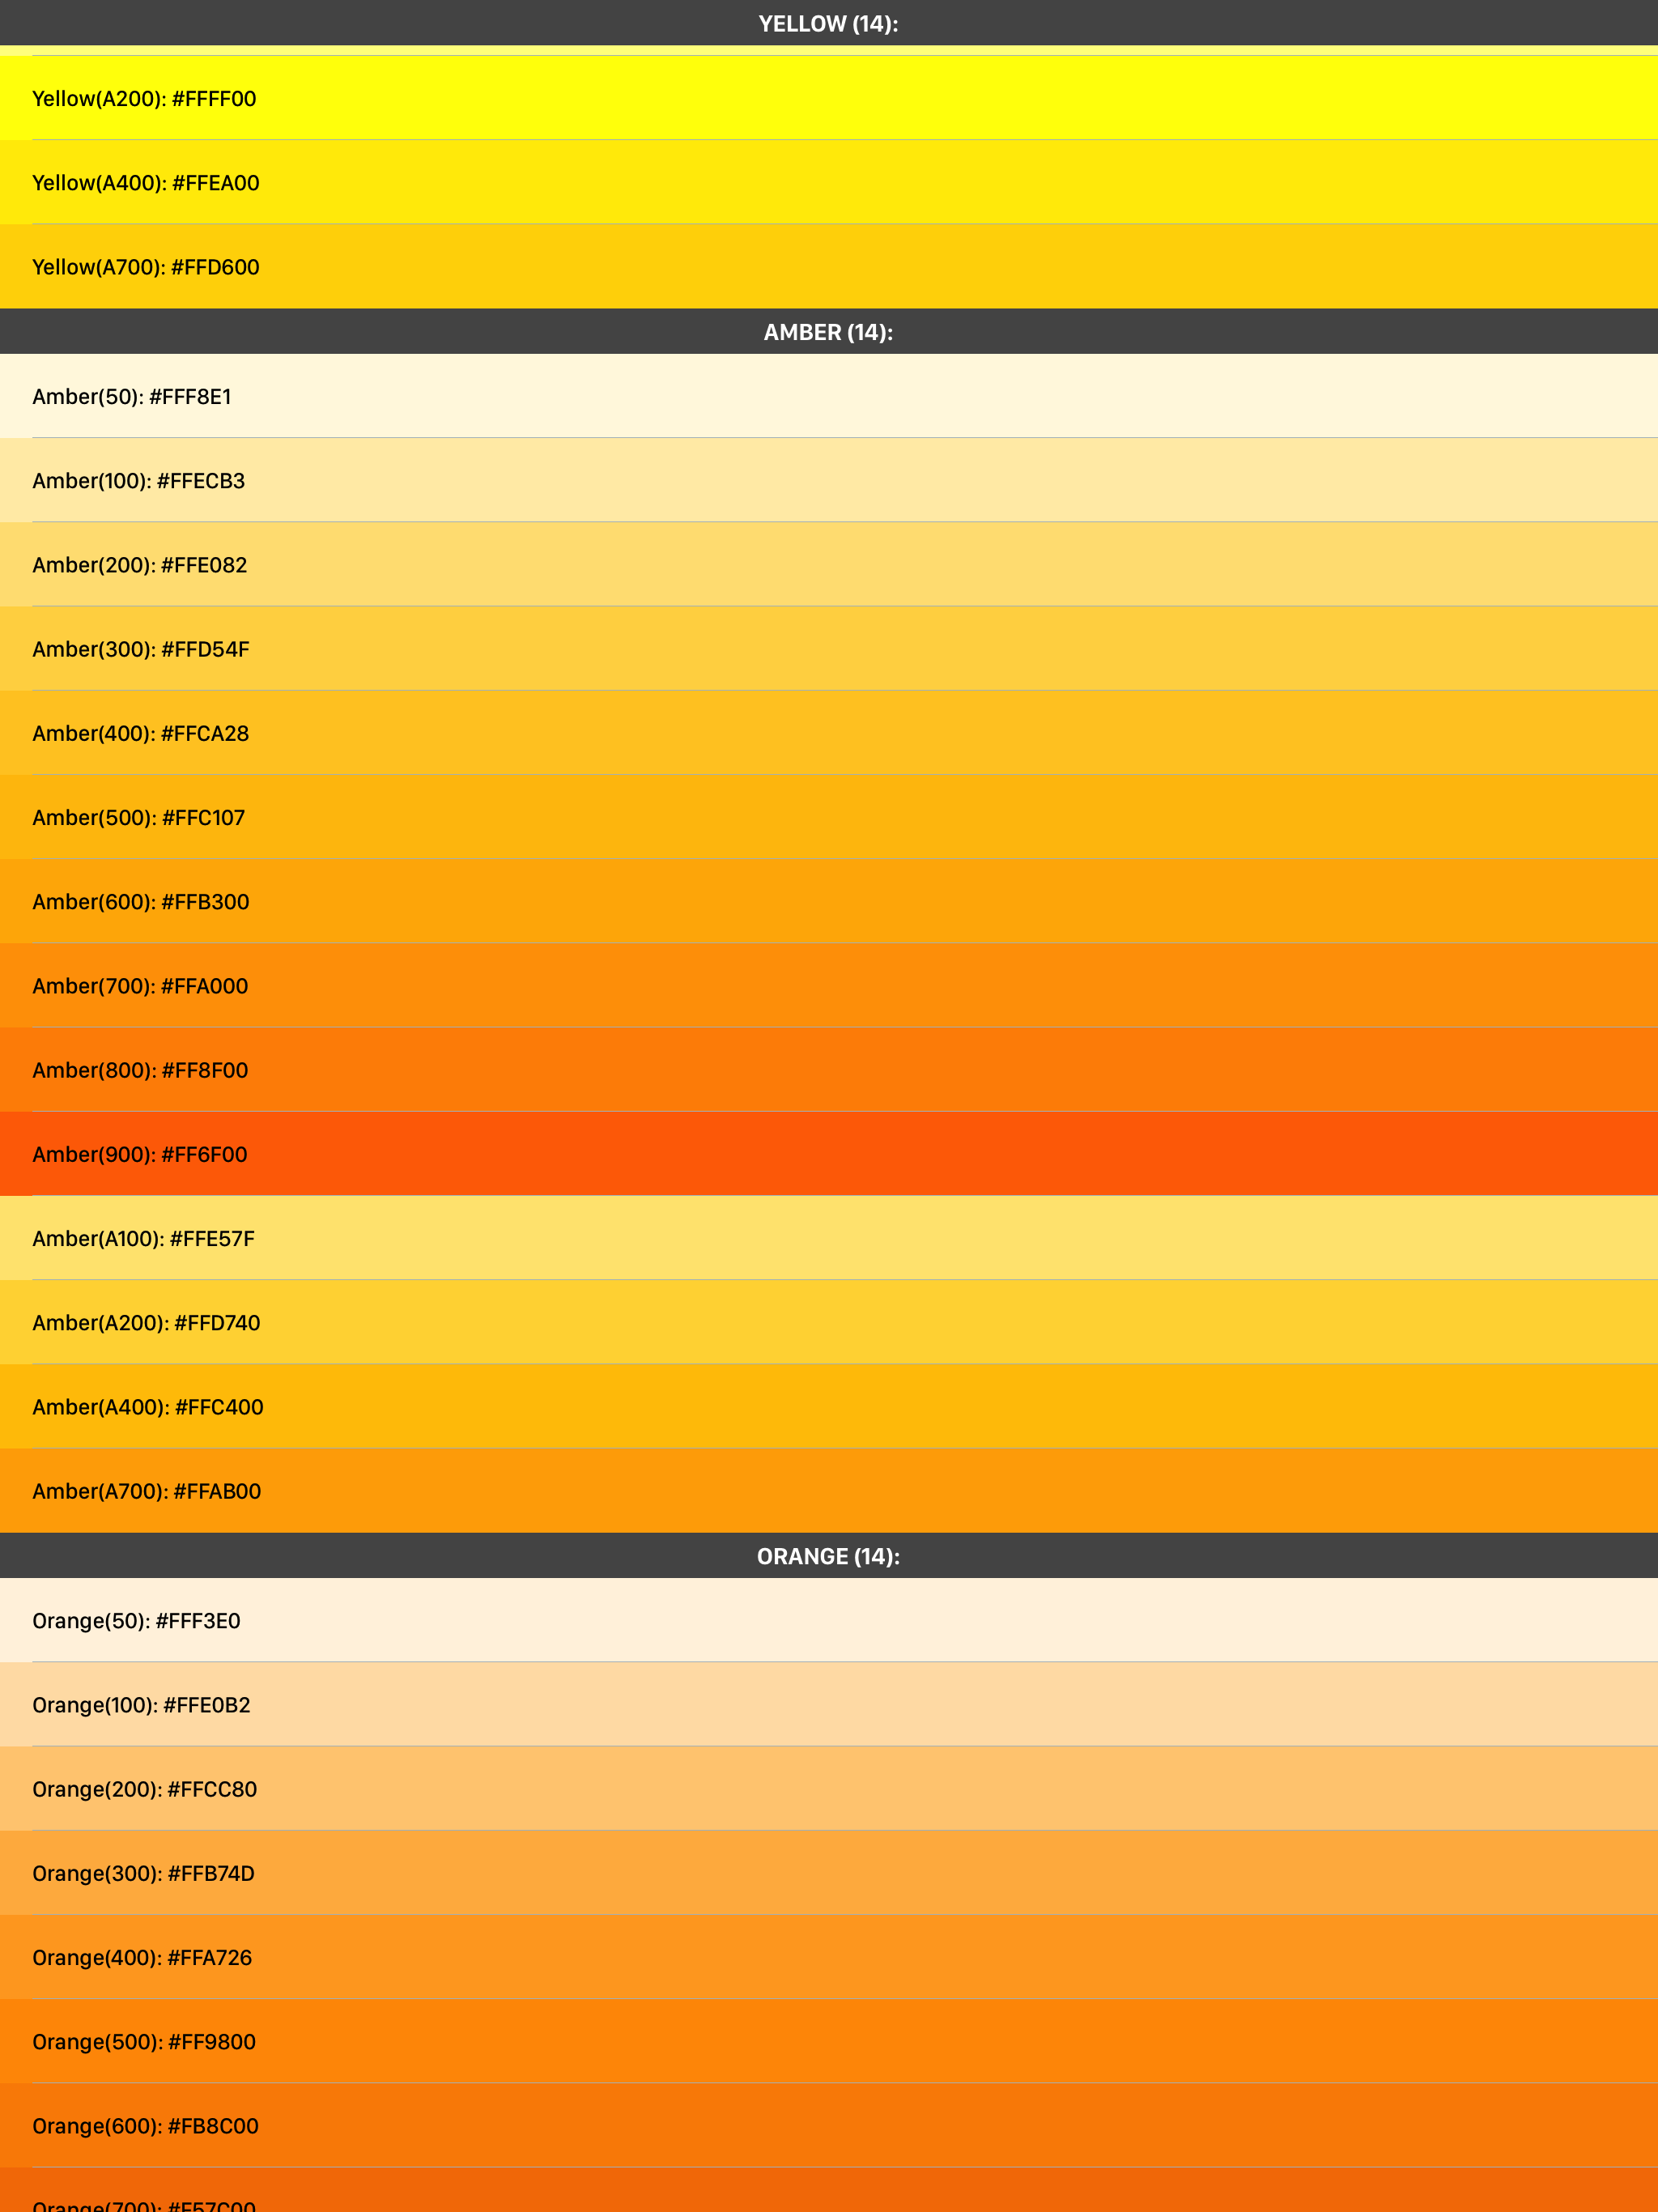 YELLOW (14):
Yellow(A200): #FFFF00
Yellow(A400): #FFEA00
Yellow(A700): #FFD600
AMBER (14):
Amber(50): #FFF8E1
Amber(100): #FFECB3
Amber(200): #FFE082
Amber(300): #FFD54F
Amber(400): #FFCA28
Amber(500): #FFC107
Amber(600): #FFB300
Amber(700): #FFA000
Amber(800): #FF8F00
Amber(900): #FF6F00
Amber(A100): #FFE57F
Amber(A200): #FFD740
Amber(A400): #FFC400
Amber(A700): #FFAB00
ORANGE (14):
Orange(50): #FFF3E0
Orange(100): #FFE0B2
Orange(200): #FFCC80
Orange(300): #FFB74D
Orange(400): #FFA726
Orange(500): #FF9800
Orange(600): #FB8C00
Orange(700): #F57C00